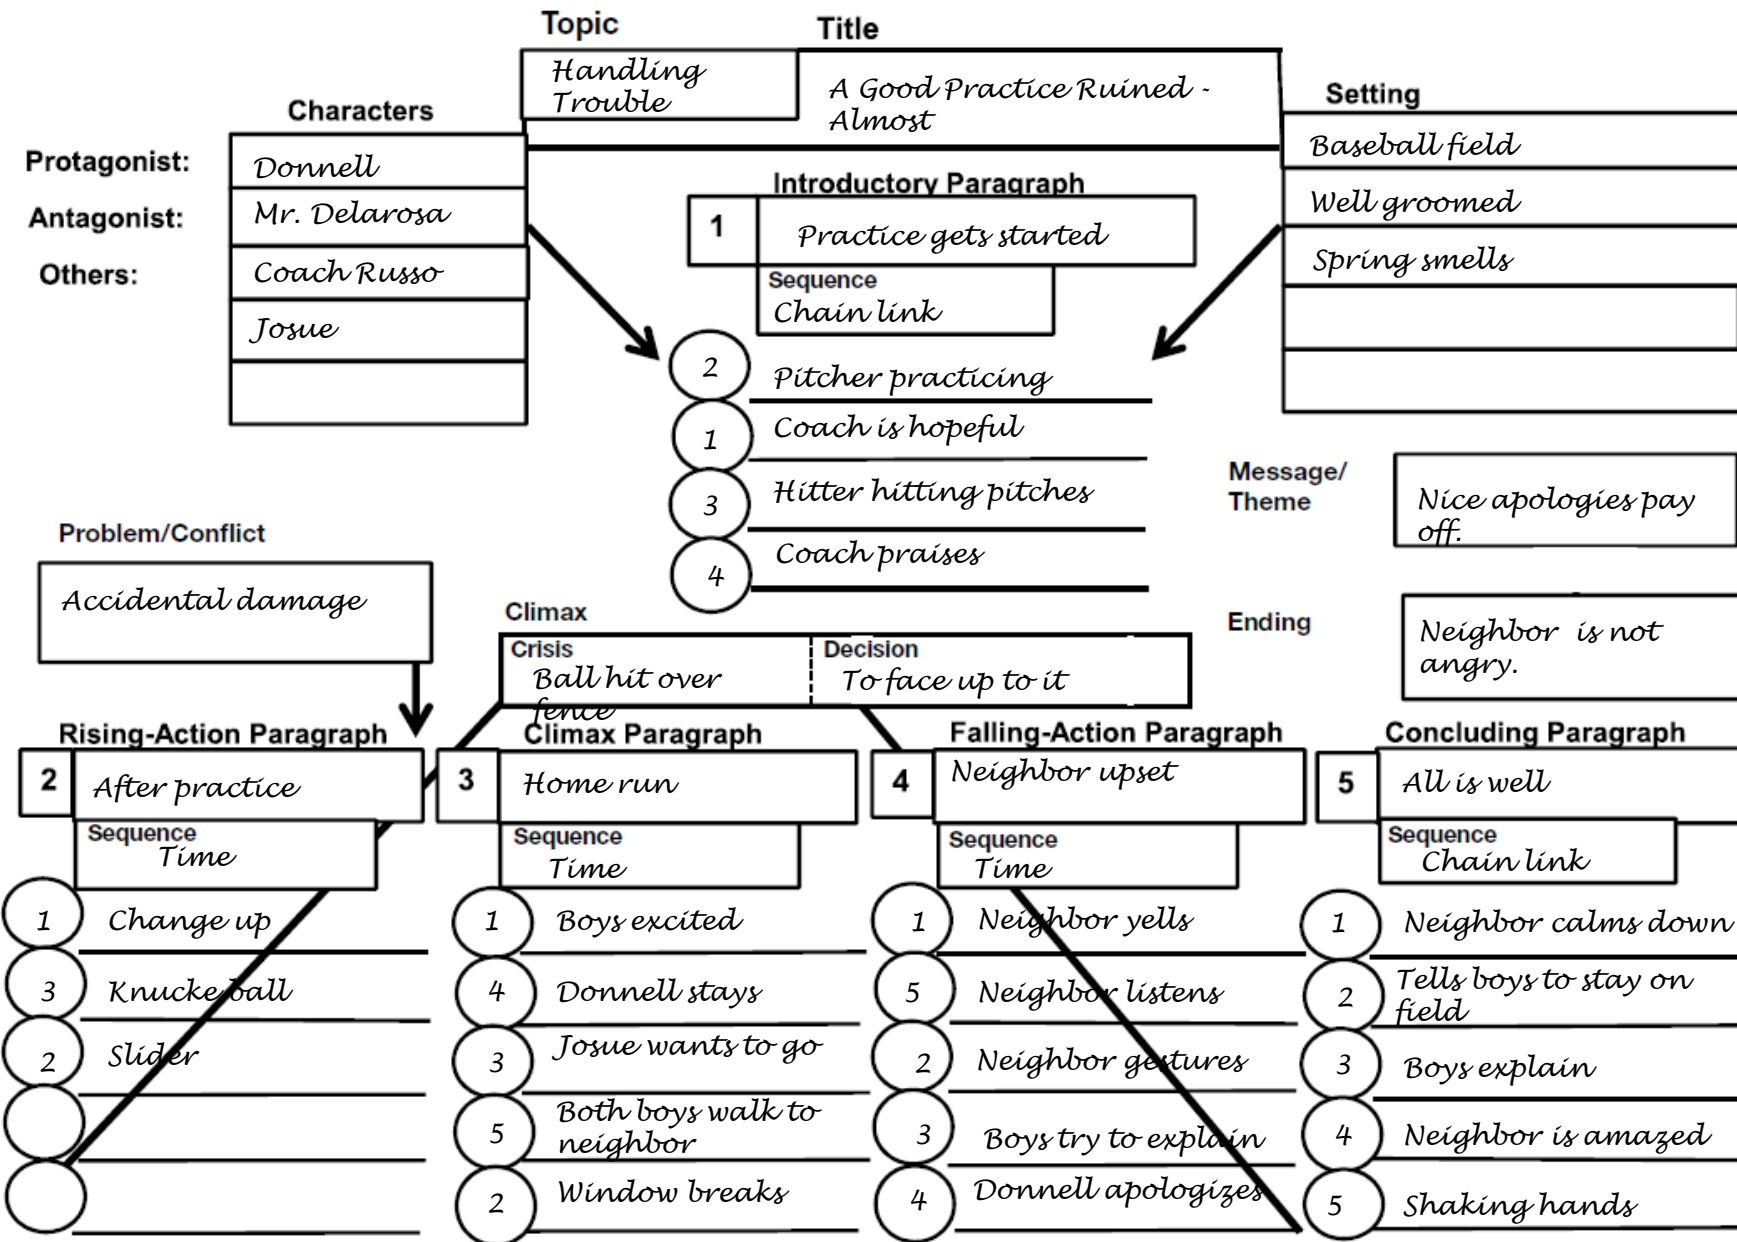 Topic
Title
Handling
Trouble
A Good Practice Ruined -
Almost
Characters
Protagonist:
Donnell
Antagonist:
Mr. Delarosa
Others:
Coach Russo
Josue
Setting
Baseball field
Well groomed
Spring smells
Introductory Paragraph
1
Practice gets started
Sequence
Chain link
2 Pitcher practicing
1 Coach is hopeful
3 Hitter hitting pitches
4 Coach praises
Message/
Theme
Nice apologies pay
off.
Ending
Neighbor is not
angry.
Problem/Conflict
Accidental damage
Climax
Crisis
Ball hit over
fence
Decision
To face up to it
Rising-Action Paragraph
2
After practice
Sequence
Time
1 Change up
3 Knucke ball
2 Slider
Climax Paragraph
3
Home run
Sequence
Time
1 Boys excited
4 Donnell stays
3 Josue wants to go
5 Both boys walk to
neighbor
2 Window breaks
Falling-Action Paragraph
4
Neighbor upset
Sequence
Time
1 Neighbor yells
5 Neighbor listens
2 Neighbor gestures
3 Boys try to explain
4 Donnell apologizes
Concluding Paragraph
5
All is well
Sequence
Chain link
1 Neighbor calms down
2 Tells boys to stay on
field
3 Boys explain
4 Neighbor is amazed
5 Shaking hands